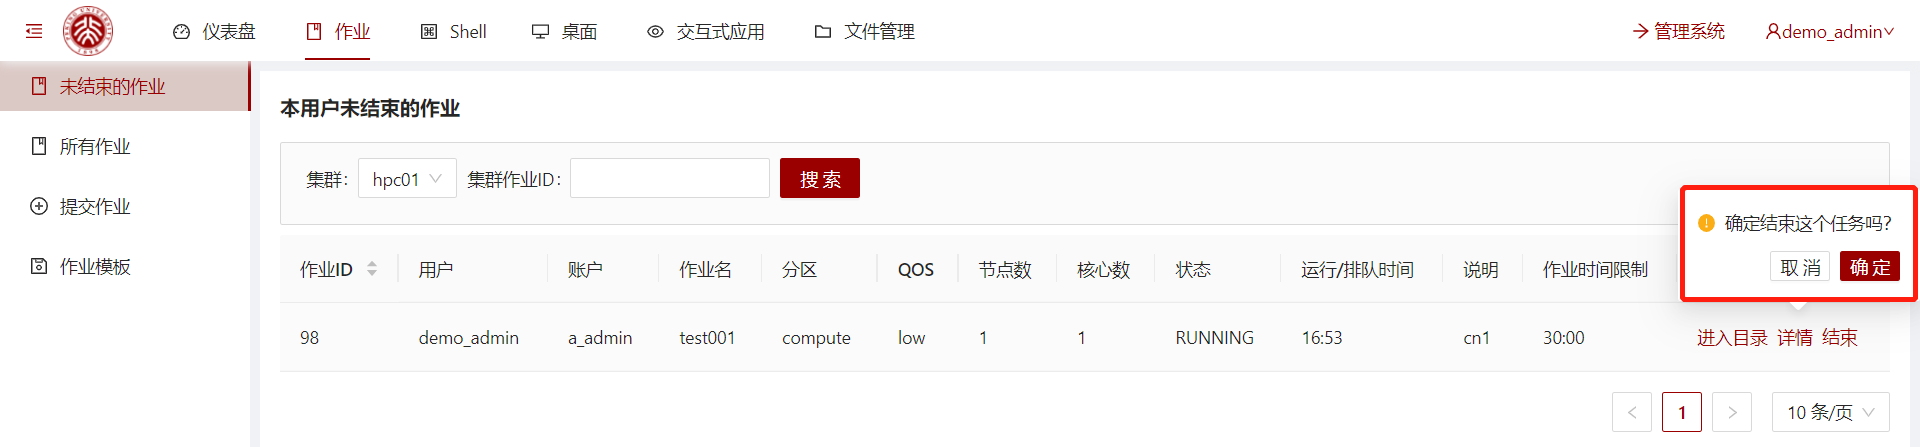 仪表盘 作业 Shell 桌面 交互式应用 文件管理 管理系统 demo_admin
未结束的作业
所有作业
提交作业
作业模板
本用户未结束的作业
集群: hpc01 集群作业ID: 搜 索
确定结束这个任务吗?
取 消 确 定
作业ID 用户 账户 作业名 分区 QOS 节点数 核心数 状态 运行/排队时间 说明 作业时间限制
98 demo_admin a_admin test001 compute low 1 1 RUNNING 16:53 cn1 30:00 进入目录 详情 结束
1 10 条/页